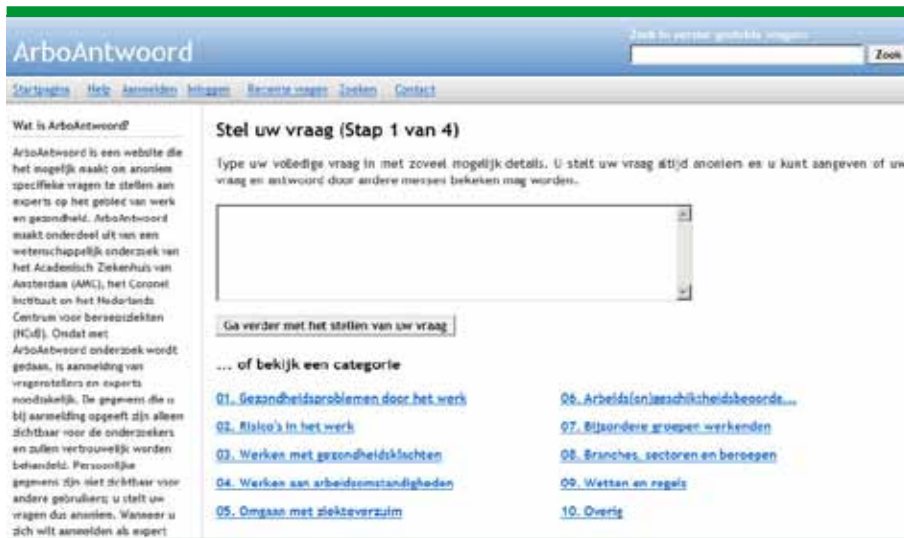 ArboAntwoord
Zoek in eerder gestelde vragen:
Zoek
Startpagina Help Aanmelden Inloggen Recente vragen Zoeken Contact
Wat is ArboAntwoord?
ArboAntwoord is een website die
het mogelijk maakt om anoniem
specifieke vragen te stellen aan
experts op het gebied van werk
en gezondheid. ArboAntwoord
maakt onderdeel uit van een
wetenschappelijk onderzoek van
het Academisch Ziekenhuis van
Amsterdam (AMC), het Coronel
Instituut en het Nederlands
Centrum voor beroepsziekten
(NCvB). Omdat met
ArboAntwoord onderzoek wordt
gedaan, is aanmelding van
vragenstellers en experts
noodzakelijk. De gegevens die u
bij aanmelding opgeeft zijn alleen
zichtbaar voor de onderzoekers
en zullen vertrouwelijk worden
behandeld. Persoonlijke
gegevens zijn niet zichtbaar voor
andere gebruikers; u stelt uw
vragen dus anoniem. Wanneer u
zich wilt aanmelden als expert
Stel uw vraag (Stap 1 van 4)
Type uw volledige vraag in met zoveel mogelijk details. U stelt uw vraag altijd anoniem en u kunt aangeven of uw
vraag en antwoord door andere mensen bekeken mag worden.
Ga verder met het stellen van uw vraag
... of bekijk een categorie
01. Gezondheidsproblemen door het werk
02. Risico's in het werk
03. Werken met gezondheidsklachten
04. Werken aan arbeidsomstandigheden
05. Omgaan met ziekteverzuim
06. Arbeids(on)geschiktheidsbeoorde...
07. Bijzondere groepen werkenden
08. Branches, sectoren en beroepen
09. Wetten en regels
10. Overig